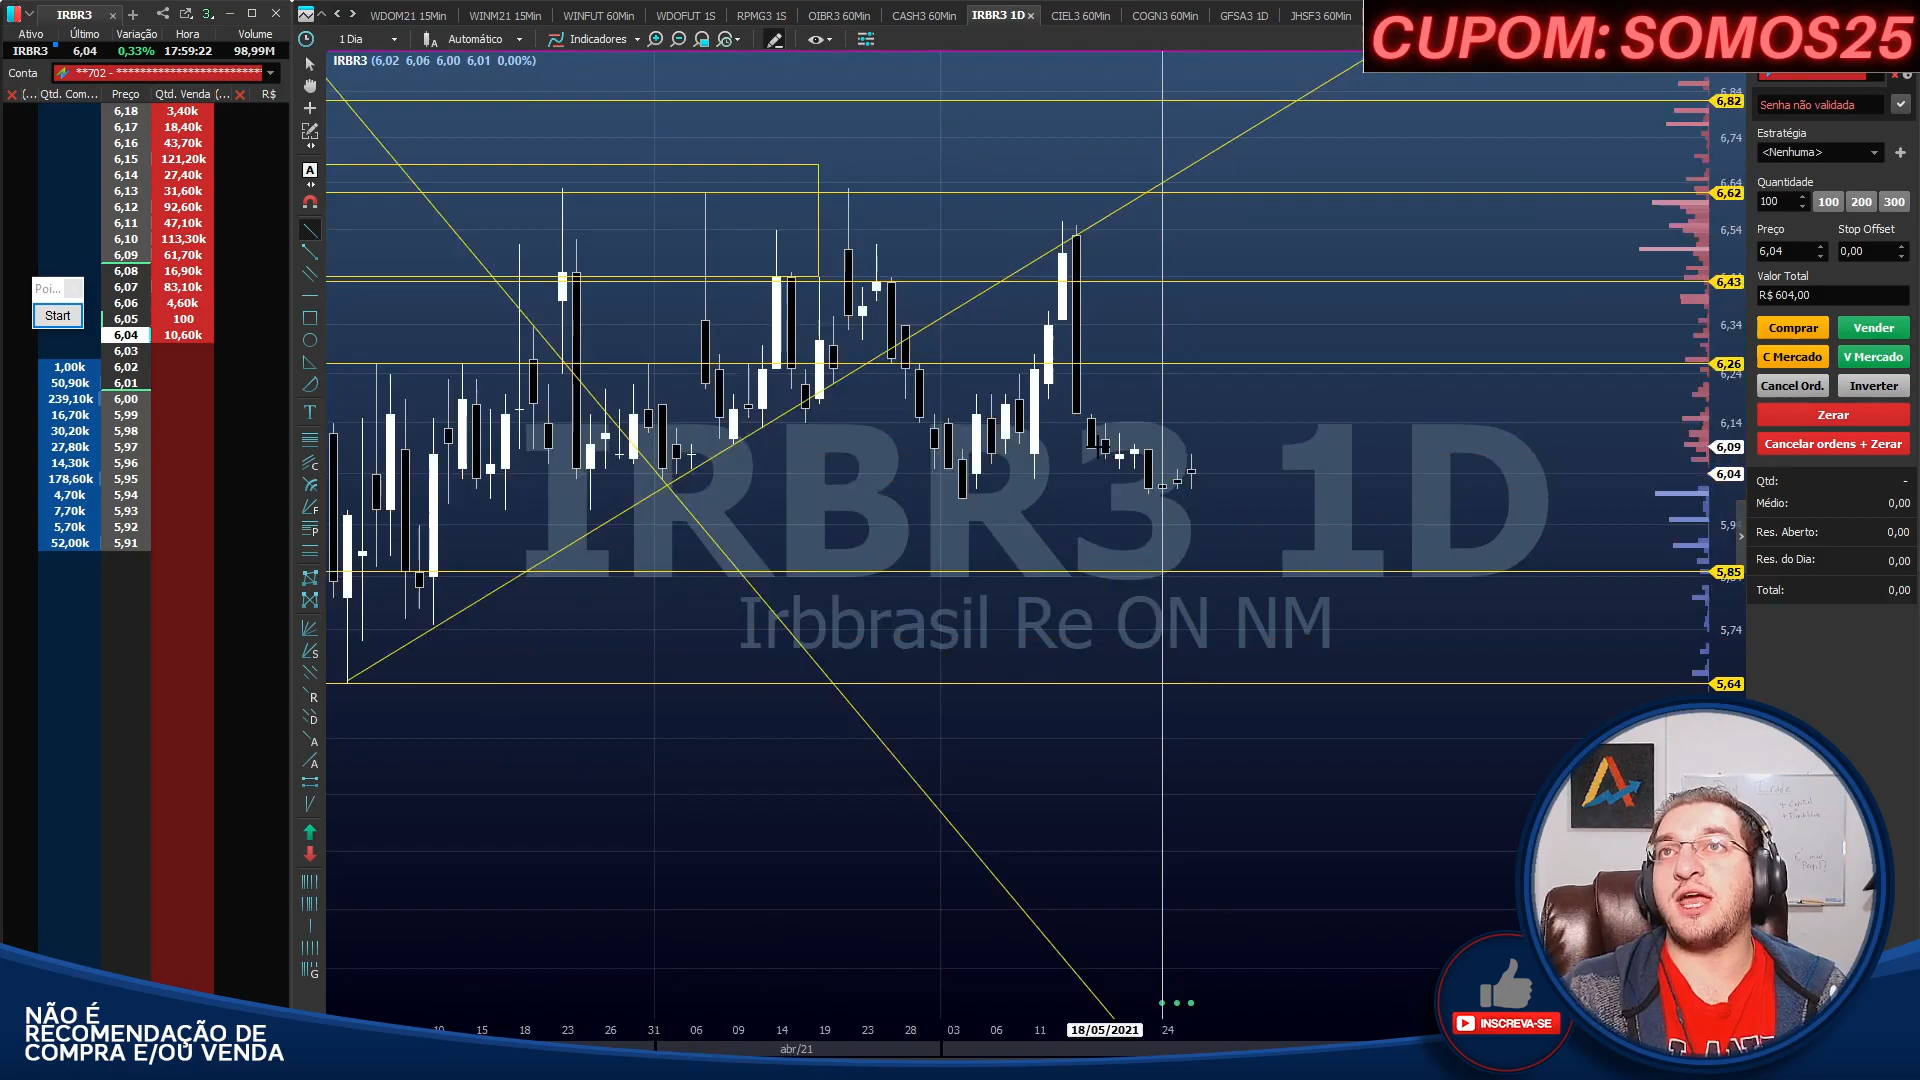 IRBR3
3
WDOM21 15Min
WINM21 15Min
WINFUT 60Min
WDOFUT 1S
RPMG3 1S
OIBR3 60Min
CASH3 60Min
IRBR3 1D
CIEL3 60Min
COGN3 60Min
GFSA3 1D
JHSF3 60Min
CUPOM: SOMOS25
Ativo Último Variação Hora Volume
IRBR3 6,04 0,33% 17:59:22 98,99M
Conta **702 - **************************
(... Qtd. Com... Preço Qtd. Venda (... R$
6,18 3,40k
6,17 18,40k
6,16 43,70k
6,15 121,20k
6,14 27,40k
6,13 31,60k
6,12 92,60k
6,11 47,10k
6,10 113,30k
6,09 61,70k
6,08 16,90k
6,07 83,10k
6,06 4,60k
6,05 100
6,04 10,60k
6,03
1,00k 6,02
50,90k 6,01
239,10k 6,00
16,70k 5,99
30,20k 5,98
27,80k 5,97
14,30k 5,96
178,60k 5,95
4,70k 5,94
7,70k 5,93
5,70k 5,92
52,00k 5,91
Poi...
Start
1 Dia
Automático
Indicadores
IRBR3 (6,02 6,06 6,00 6,01 0,00%)
IRBR3 1D
Irbbrasil Re ON NM
6,84
6,82
6,74
6,64
6,62
6,54
6,43
6,34
6,26
6,24
6,14
6,09
6,04
5,85
5,74
5,64
10 15 18 23 26 31 06 09 14 19 23 28 03 06 11 18/05/2021 24
abr/21
Senha não validada
Estratégia
<Nenhuma>
Quantidade
100 100 200 300
Preço Stop Offset
6,04 0,00
Valor Total
R$ 604,00
Comprar Vender
C Mercado V Mercado
Cancel Ord. Inverter
Zerar
Cancelar ordens + Zerar
Qtd: -
Médio: 0,00
Res. Aberto: 0,00
Res. do Dia: 0,00
Total: 0,00
INSCREVA-SE
NÃO É
RECOMENDAÇÃO DE
COMPRA E/OU VENDA